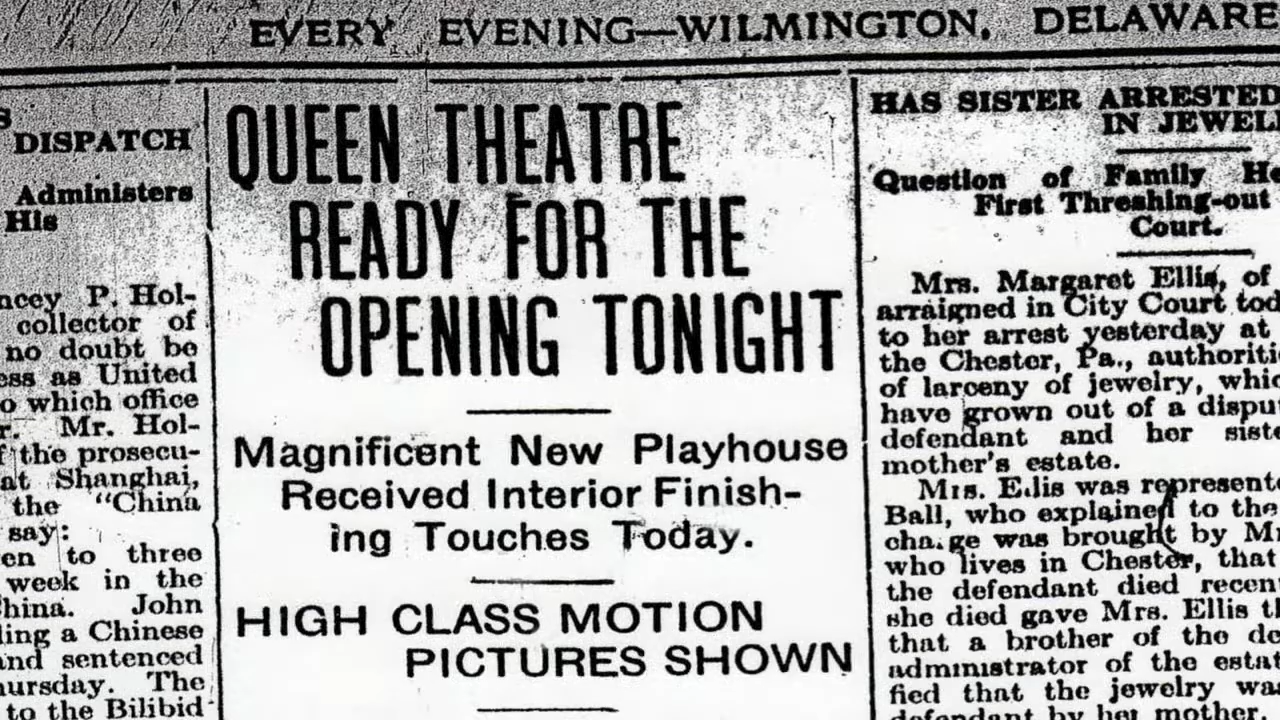 EVERY EVENING—WILMINGTON, DELAWARE
S
DISPATCH
Administers
His
ncey P. Hol-
collector of
no doubt be
ess as United
o which office
r. Mr. Hol-
f the prosecu-
at Shanghai,
the "China
say:
en to three
week in the
hina. John
ling a Chinese
and sentenced
hursday. The
to the Bilibid
QUEEN THEATRE
READY FOR THE
OPENING TONIGHT
Magnificent New Playhouse
Received Interior Finish-
ing Touches Today.
HIGH CLASS MOTION
PICTURES SHOWN
HAS SISTER ARRESTED
IN JEWEL
Question of Family He
First Threshing-out
Court.
Mrs. Margaret Ellis, of
arraigned in City Court tod
to her arrest yesterday at
the Chester, Pa., authoriti
of larceny of jewelry, whic
have grown out of a disput
defendant and her siste
mother's estate.
Mrs. Ellis was represente
Ball, who explained to the
cha.ge was brought by M
who lives in Chester, that
the defendant died recen
she died gave Mrs. Ellis t
that a brother of the de
administrator of the estat
fied that the jewelry wa
defendant by her mother.